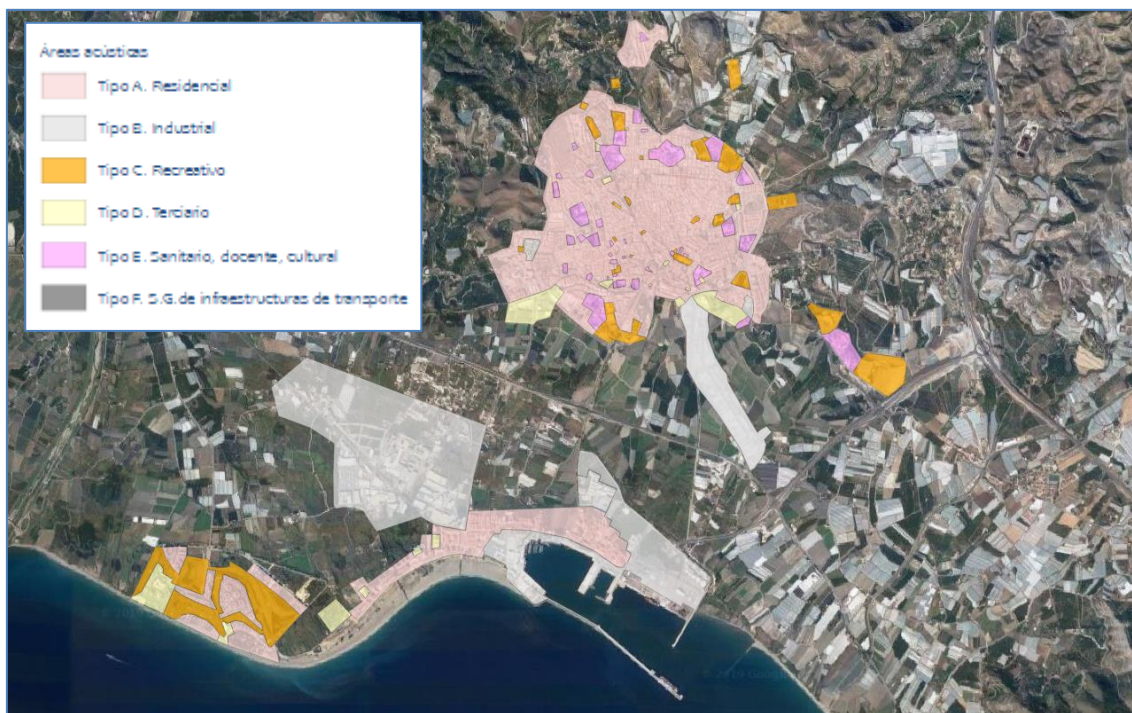 Áreas acústicas
Tipo A. Residencial
Tipo B. Industrial
Tipo C. Recreativo
Tipo D. Terciario
Tipo E. Sanitario, docente, cultural
Tipo F. S.G.de infraestructuras de transporte